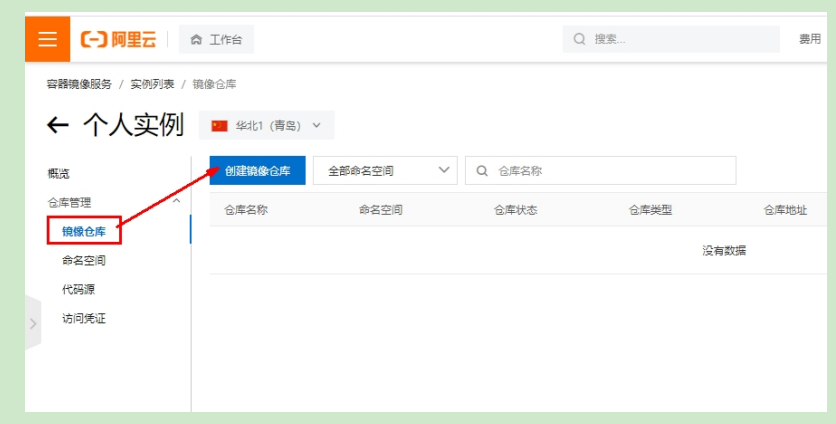 阿里云 工作台 搜索... 费用
容器镜像服务 / 实例列表 / 镜像仓库
← 个人实例 华北1（青岛）
概览
创建镜像仓库 全部命名空间 仓库名称
仓库管理
仓库名称 命名空间 仓库状态 仓库类型 仓库地址
镜像仓库
没有数据
命名空间
代码源
访问凭证